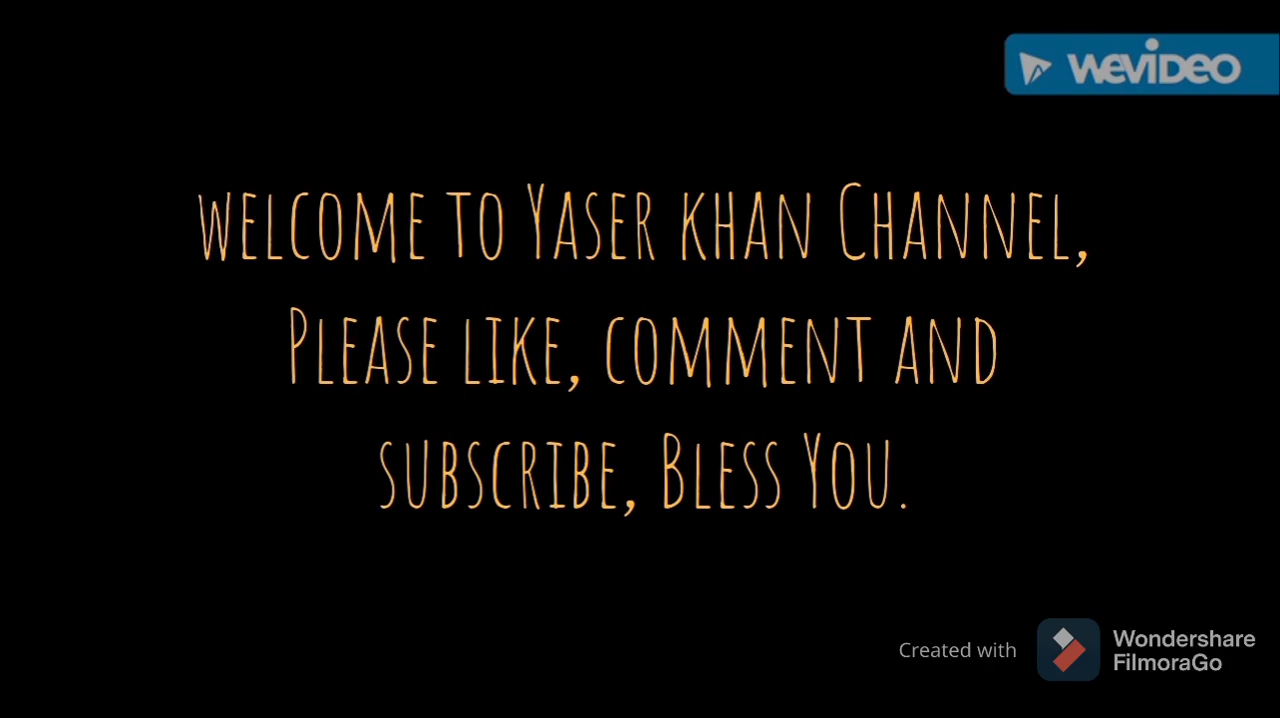 WEVIDEO
WELCOME TO YASER KHAN CHANNEL,
PLEASE LIKE, COMMENT AND
SUBSCRIBE, BLESS YOU.
Created with
Wondershare
FilmoraGo